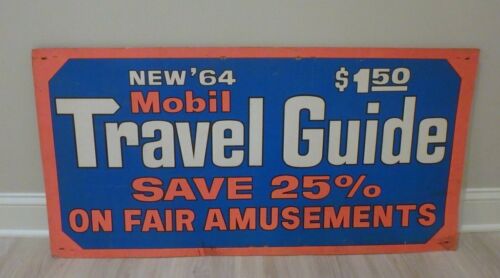 NEW '64 $1.50
Mobil
Travel Guide
SAVE 25%
ON FAIR AMUSEMENTS